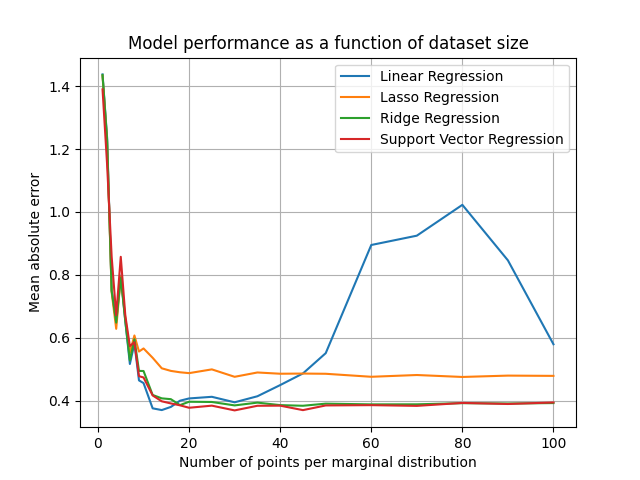 Model performance as a function of dataset size
Linear Regression
Lasso Regression
Ridge Regression
Support Vector Regression
1.4
1.2
1.0
0.8
0.6
0.4
Mean absolute error
0 20 40 60 80 100
Number of points per marginal distribution